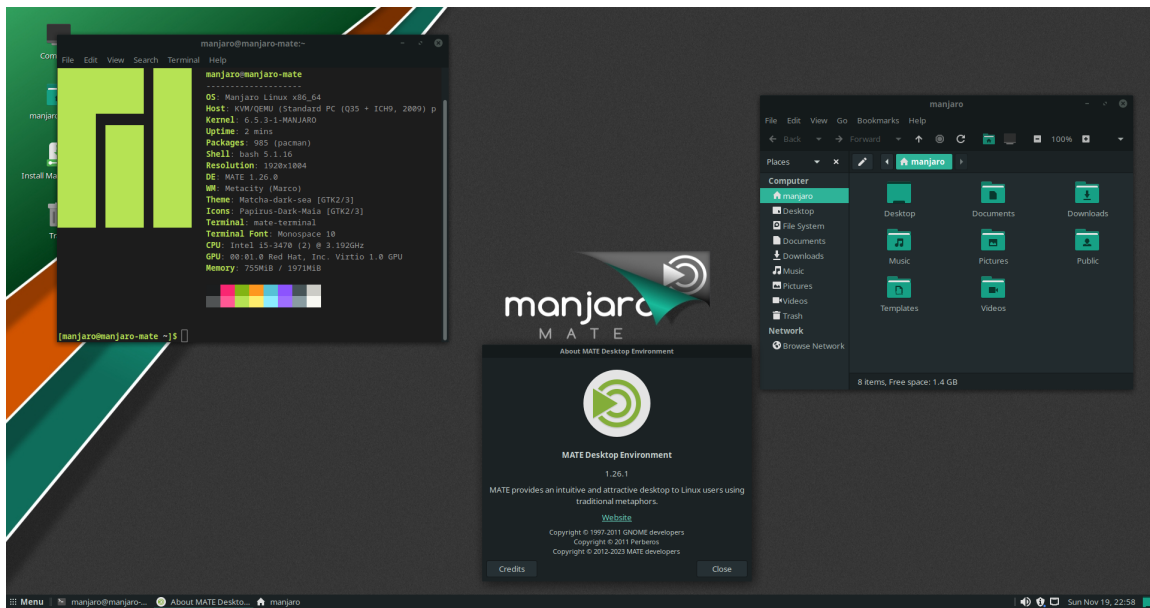 Com
manjaro
Install Ma
Tr
manjaro@manjaro-mate:~
File Edit View Search Terminal Help
manjaro@manjaro-mate
--------------------
OS: Manjaro Linux x86_64
Host: KVM/QEMU (Standard PC (Q35 + ICH9, 2009) p
Kernel: 6.5.3-1-MANJARO
Uptime: 2 mins
Packages: 985 (pacman)
Shell: bash 5.1.16
Resolution: 1920x1004
DE: MATE 1.26.0
WM: Metacity (Marco)
Theme: Matcha-dark-sea [GTK2/3]
Icons: Papirus-Dark-Maia [GTK2/3]
Terminal: mate-terminal
Terminal Font: Monospace 10
CPU: Intel i5-3470 (2) @ 3.192GHz
GPU: 00:01.0 Red Hat, Inc. Virtio 1.0 GPU
Memory: 755MiB / 1971MiB
[manjaro@manjaro-mate ~]$
manjaro
MATE
About MATE Desktop Environment
MATE Desktop Environment
1.26.1
MATE provides an intuitive and attractive desktop to Linux users using
traditional metaphors.
Website
Copyright © 1997-2011 GNOME developers
Copyright © 2011 Perberos
Copyright © 2012-2023 MATE developers
Credits Close
manjaro
File Edit View Go Bookmarks Help
Back Forward 100%
Places manjaro
Computer
manjaro
Desktop
File System
Documents
Downloads
Music
Pictures
Videos
Trash
Network
Browse Network
Desktop Documents Downloads
Music Pictures Public
Templates Videos
8 items, Free space: 1.4 GB
Menu manjaro@manjaro-... About MATE Deskto... manjaro Sun Nov 19, 22:58